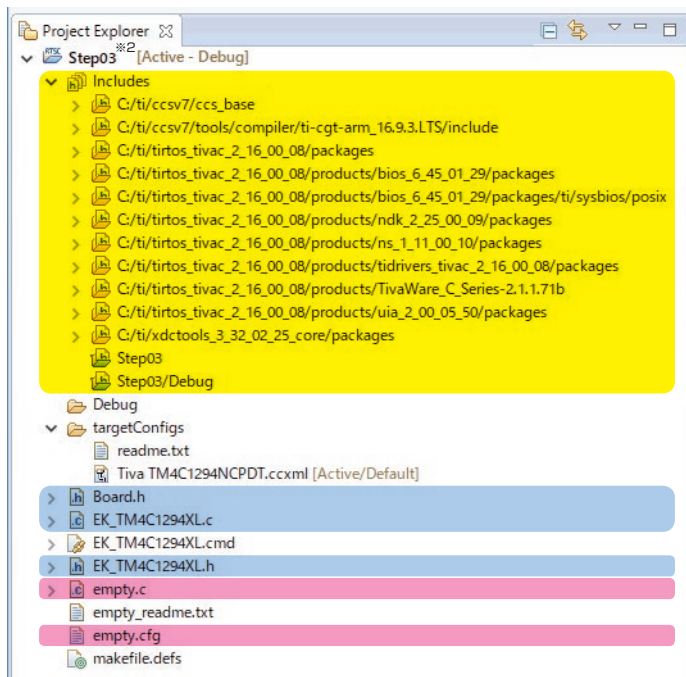 Project Explorer
Step03※2 [Active - Debug]
Includes
C:/ti/ccsv7/ccs_base
C:/ti/ccsv7/tools/compiler/ti-cgt-arm_16.9.3.LTS/include
C:/ti/tirtos_tivac_2_16_00_08/packages
C:/ti/tirtos_tivac_2_16_00_08/products/bios_6_45_01_29/packages
C:/ti/tirtos_tivac_2_16_00_08/products/bios_6_45_01_29/packages/ti/sysbios/posix
C:/ti/tirtos_tivac_2_16_00_08/products/ndk_2_25_00_09/packages
C:/ti/tirtos_tivac_2_16_00_08/products/ns_1_11_00_10/packages
C:/ti/tirtos_tivac_2_16_00_08/products/tidrivers_tivac_2_16_00_08/packages
C:/ti/tirtos_tivac_2_16_00_08/products/TivaWare_C_Series-2.1.1.71b
C:/ti/tirtos_tivac_2_16_00_08/products/uia_2_00_05_50/packages
C:/ti/xdctools_3_32_02_25_core/packages
Step03
Step03/Debug
Debug
targetConfigs
readme.txt
Tiva TM4C1294NCPDT.ccxml [Active/Default]
Board.h
EK_TM4C1294XL.c
EK_TM4C1294XL.cmd
EK_TM4C1294XL.h
empty.c
empty_readme.txt
empty.cfg
makefile.defs